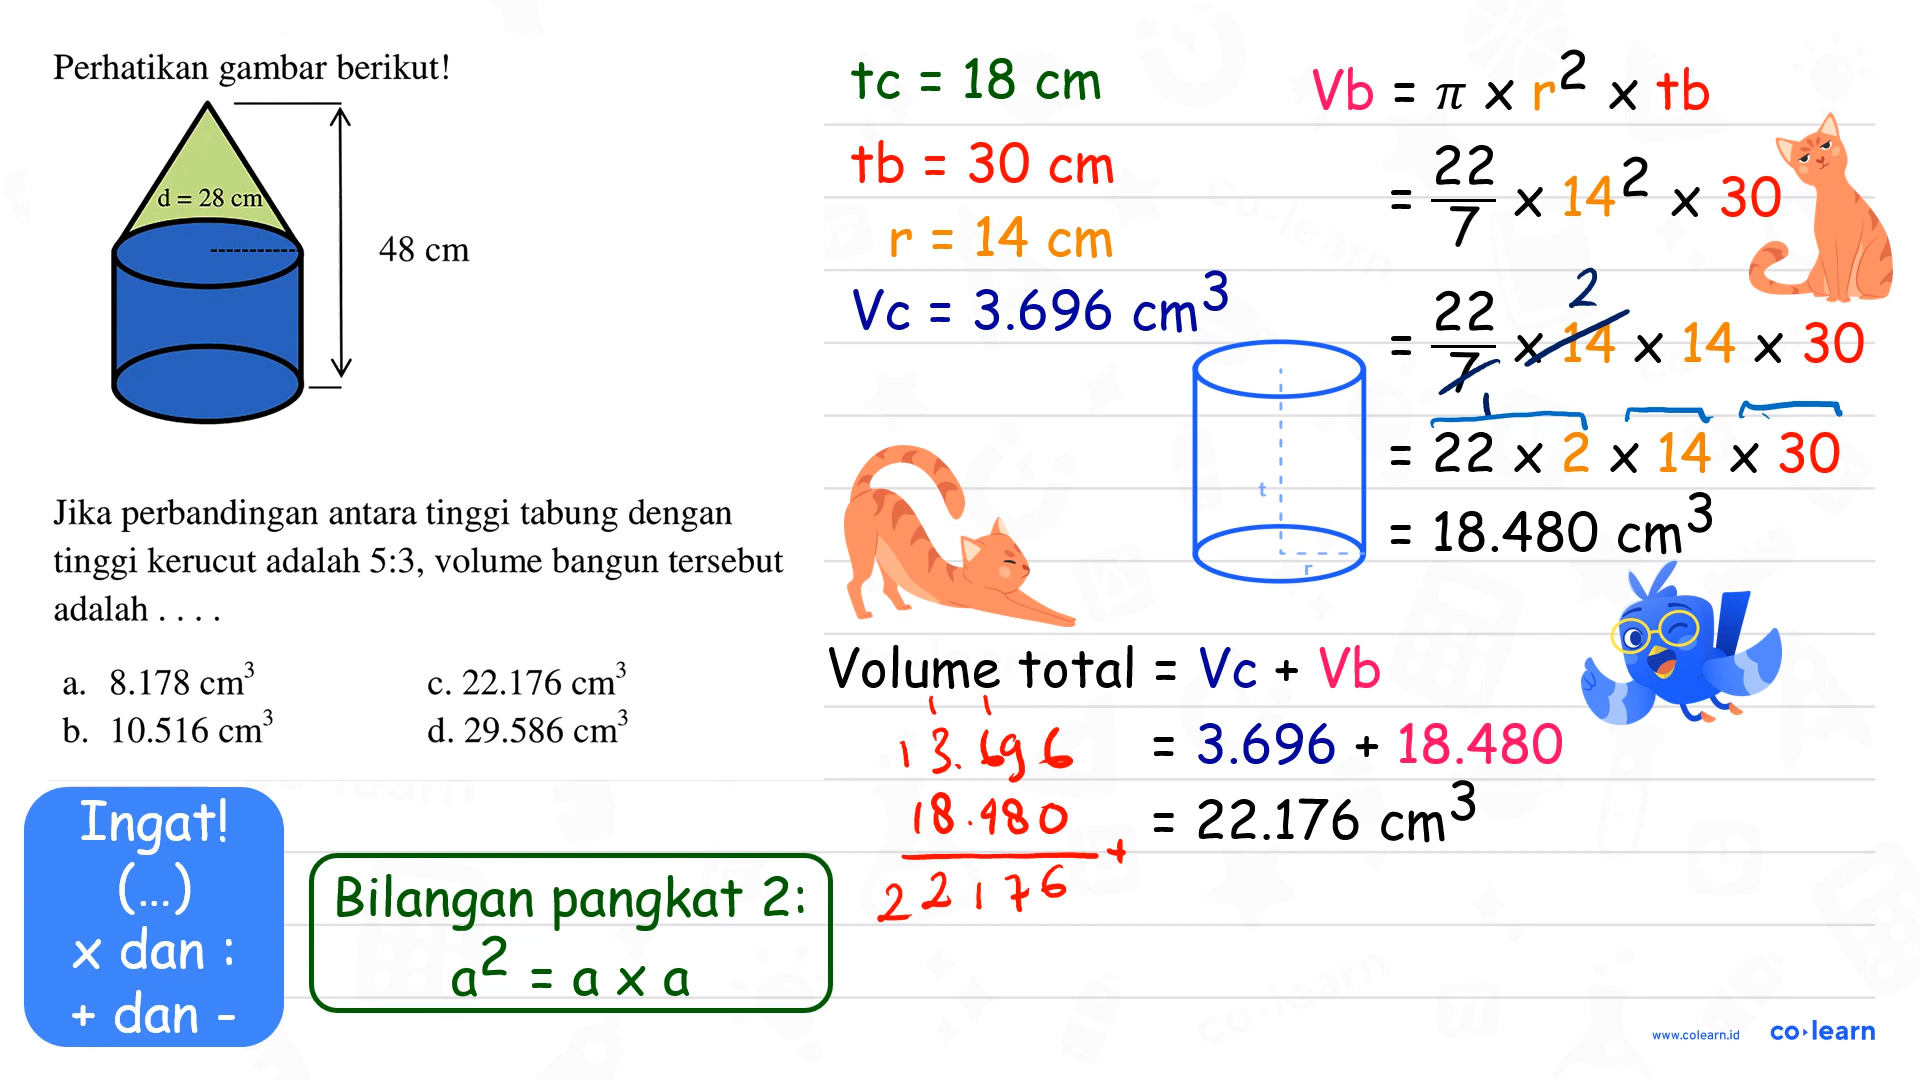 Perhatikan gambar berikut!
d = 28 cm
48 cm
Jika perbandingan antara tinggi tabung dengan
tinggi kerucut adalah 5:3, volume bangun tersebut
adalah . . . .
a. 8.178 cm³
c. 22.176 cm³
b. 10.516 cm³
d. 29.586 cm³
Ingat!
(...)
x dan :
+ dan -
Bilangan pangkat 2:
a² = a x a
tc = 18 cm
tb = 30 cm
r = 14 cm
Vc = 3.696 cm³
t
r
Vb = π x r² x tb
= 22/7 x 14² x 30
2
= 22/7 x 14 x 14 x 30
1
= 22 x 2 x 14 x 30
= 18.480 cm³
Volume total = Vc + Vb
= 3.696 + 18.480
= 22.176 cm³
1 1
13.696
18.480
+
22176
www.colearn.id
co·learn